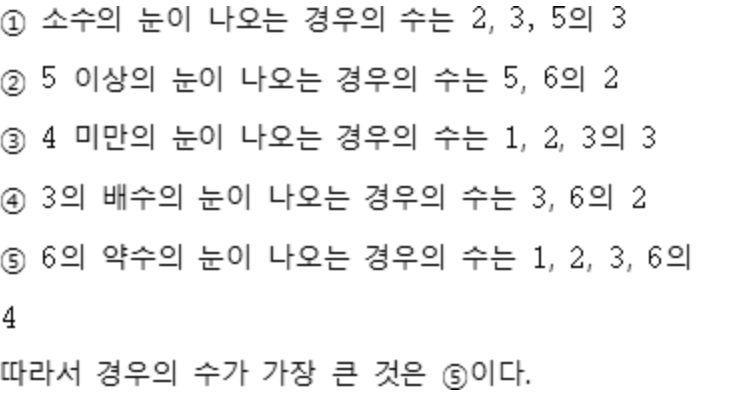 ① 소수의 눈이 나오는 경우의 수는 2, 3, 5의 3
② 5 이상의 눈이 나오는 경우의 수는 5, 6의 2
③ 4 미만의 눈이 나오는 경우의 수는 1, 2, 3의 3
④ 3의 배수의 눈이 나오는 경우의 수는 3, 6의 2
⑤ 6의 약수의 눈이 나오는 경우의 수는 1, 2, 3, 6의
4
따라서 경우의 수가 가장 큰 것은 ⑤이다.